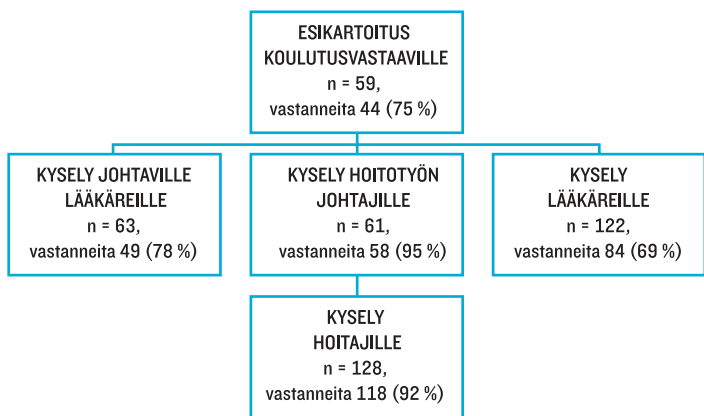 ESIKARTOITUS
KOULUTUSVASTAAVILLE
n = 59,
vastanneita 44 (75 %)
KYSELY JOHTAVILLE
LÄÄKÄREILLE
n = 63,
vastanneita 49 (78 %)
KYSELY HOITOTYÖN
JOHTAJILLE
n = 61,
vastanneita 58 (95 %)
KYSELY
LÄÄKÄREILLE
n = 122,
vastanneita 84 (69 %)
KYSELY
HOITAJILLE
n = 128,
vastanneita 118 (92 %)